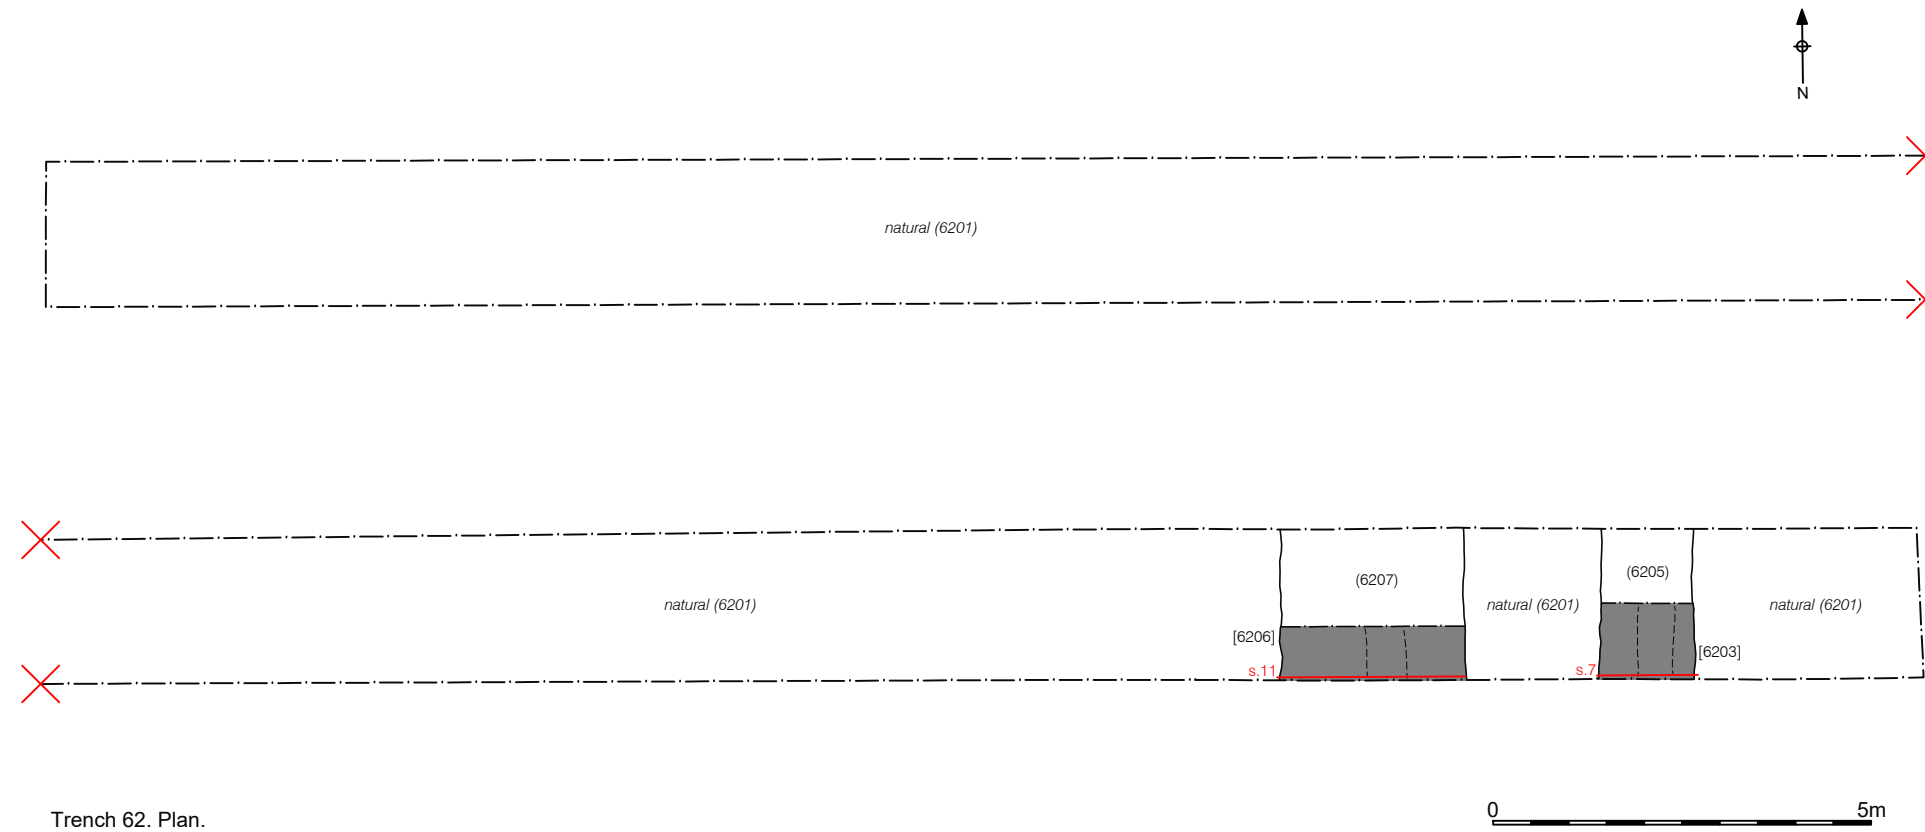 N
natural (6201)
(6207)
(6205)
natural (6201)
natural (6201)
natural (6201)
[6206]
[6203]
s.11
s.7
Trench 62. Plan.
0 5m